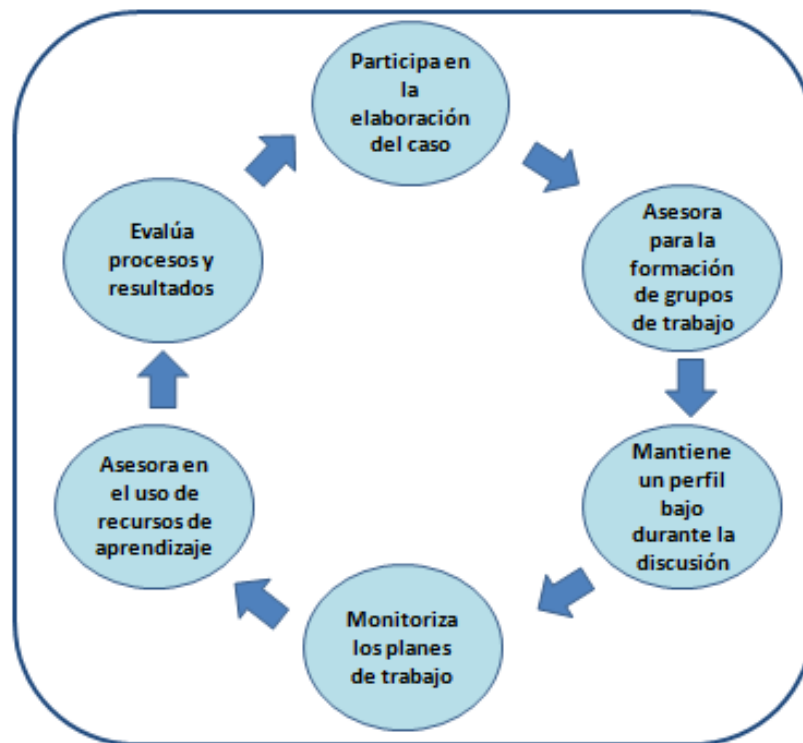 Participa en
la
elaboración
del caso
Asesora
para la
formación
de grupos
de trabajo
Mantiene
un perfil
bajo
durante la
discusión
Monitoriza
los planes
de trabajo
Asesora en
el uso de
recursos de
aprendizaje
Evalúa
procesos y
resultados